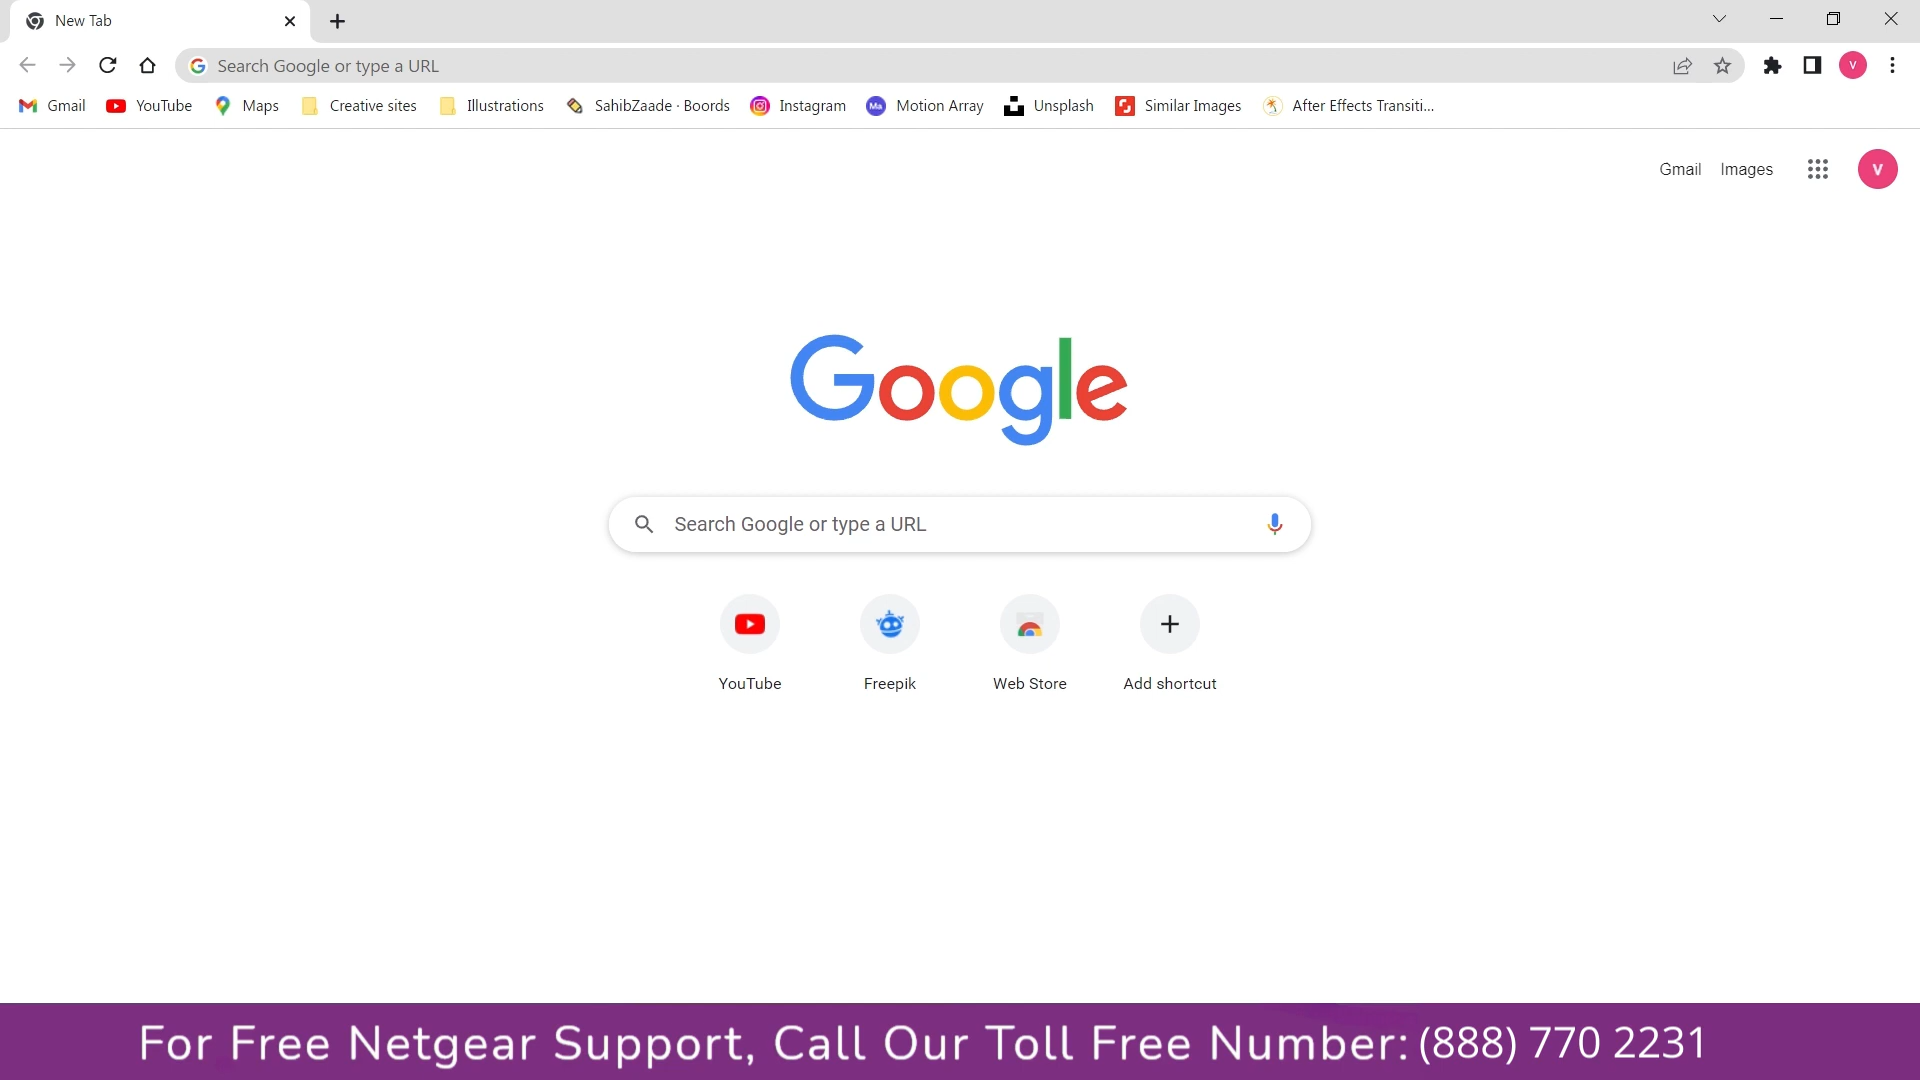 New Tab
Search Google or type a URL
Gmail YouTube Maps Creative sites Illustrations SahibZaade · Boords Instagram Ma Motion Array Unsplash Similar Images After Effects Transiti...
V
Gmail Images V
Google
Search Google or type a URL
YouTube Freepik Web Store Add shortcut
For Free Netgear Support, Call Our Toll Free Number: (888) 770 2231